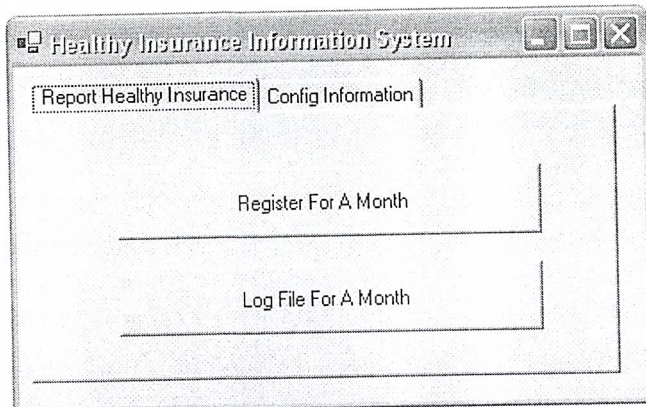 Healthy Insurance Information System
Report Healthy Insurance Config Information
Register For A Month
Log File For A Month